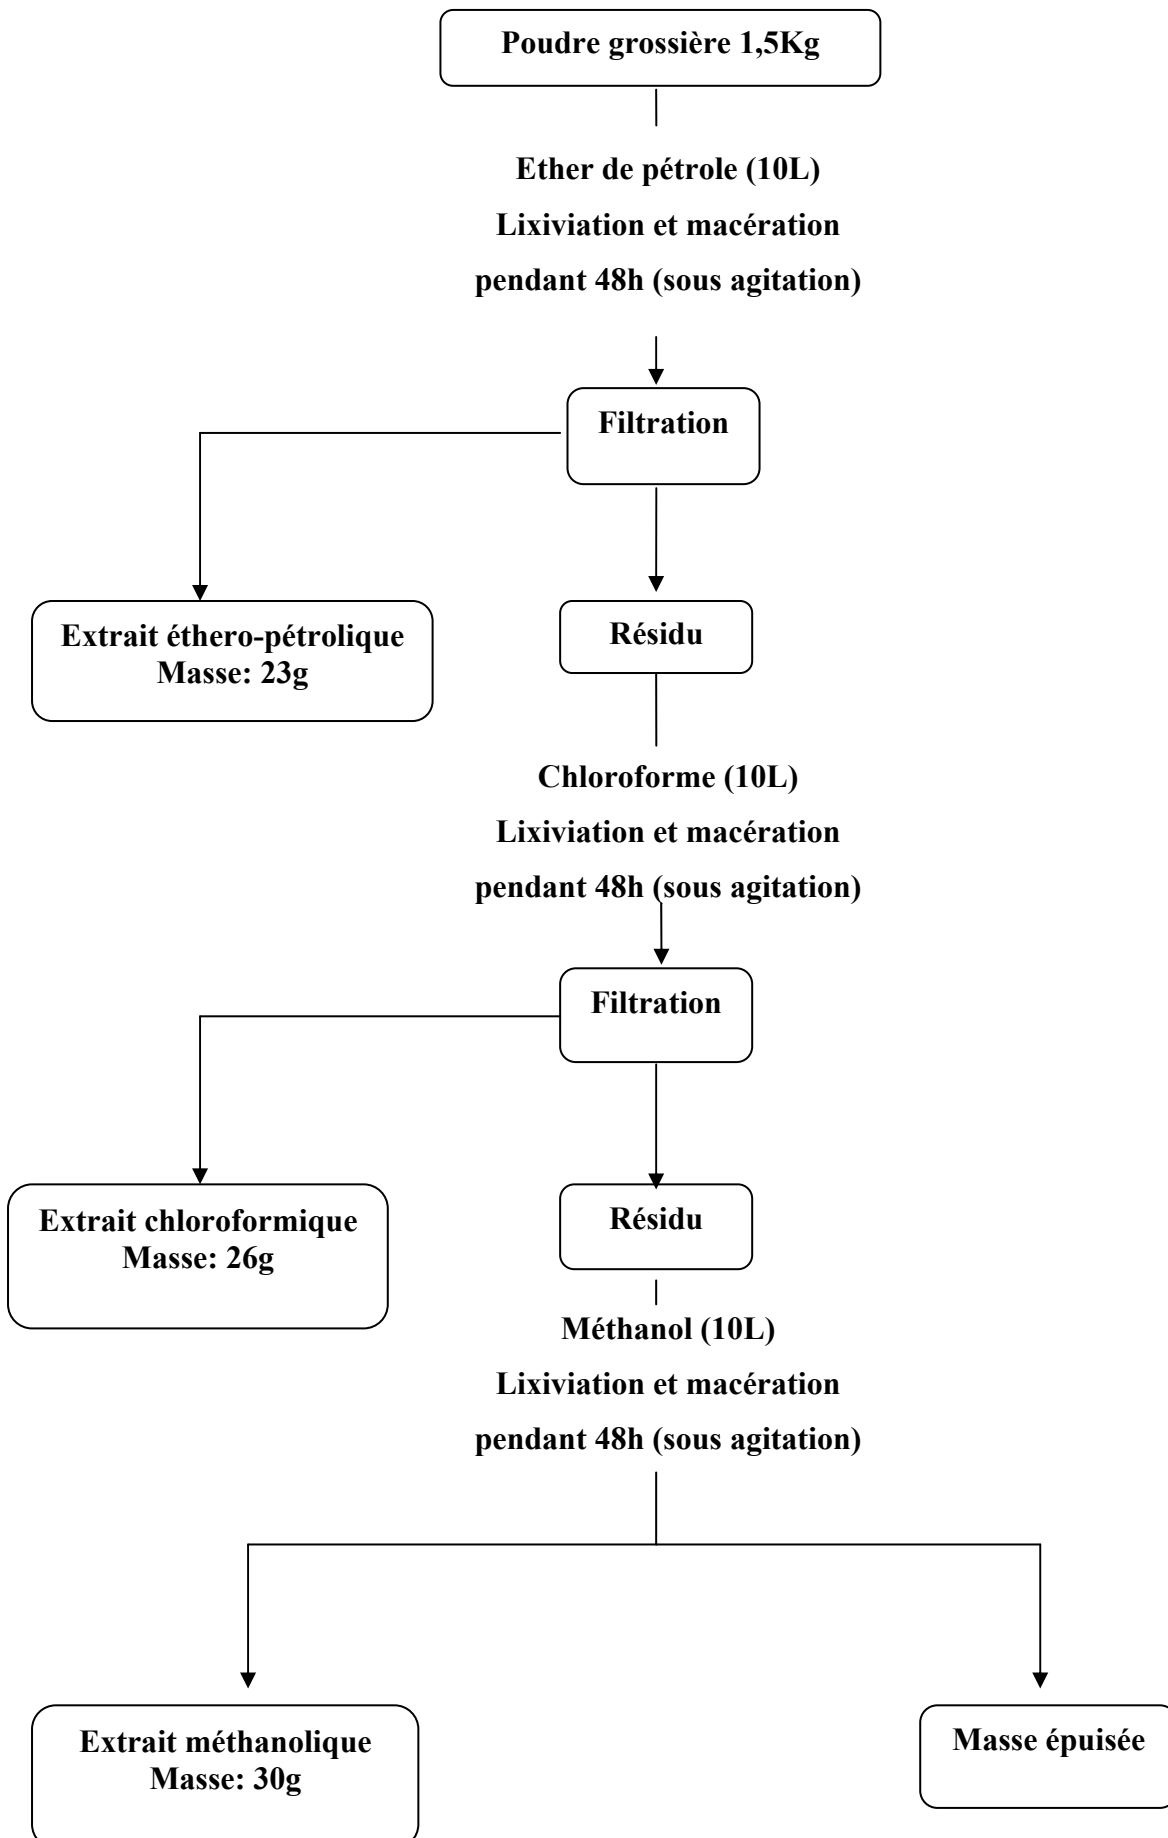 Poudre grossière 1,5Kg
Ether de pétrole (10L)
Lixiviation et macération
pendant 48h (sous agitation)
Filtration
Extrait éthero-pétrolique
Masse: 23g
Résidu
Chloroforme (10L)
Lixiviation et macération
pendant 48h (sous agitation)
Filtration
Extrait chloroformique
Masse: 26g
Résidu
Méthanol (10L)
Lixiviation et macération
pendant 48h (sous agitation)
Extrait méthanolique
Masse: 30g
Masse épuisée